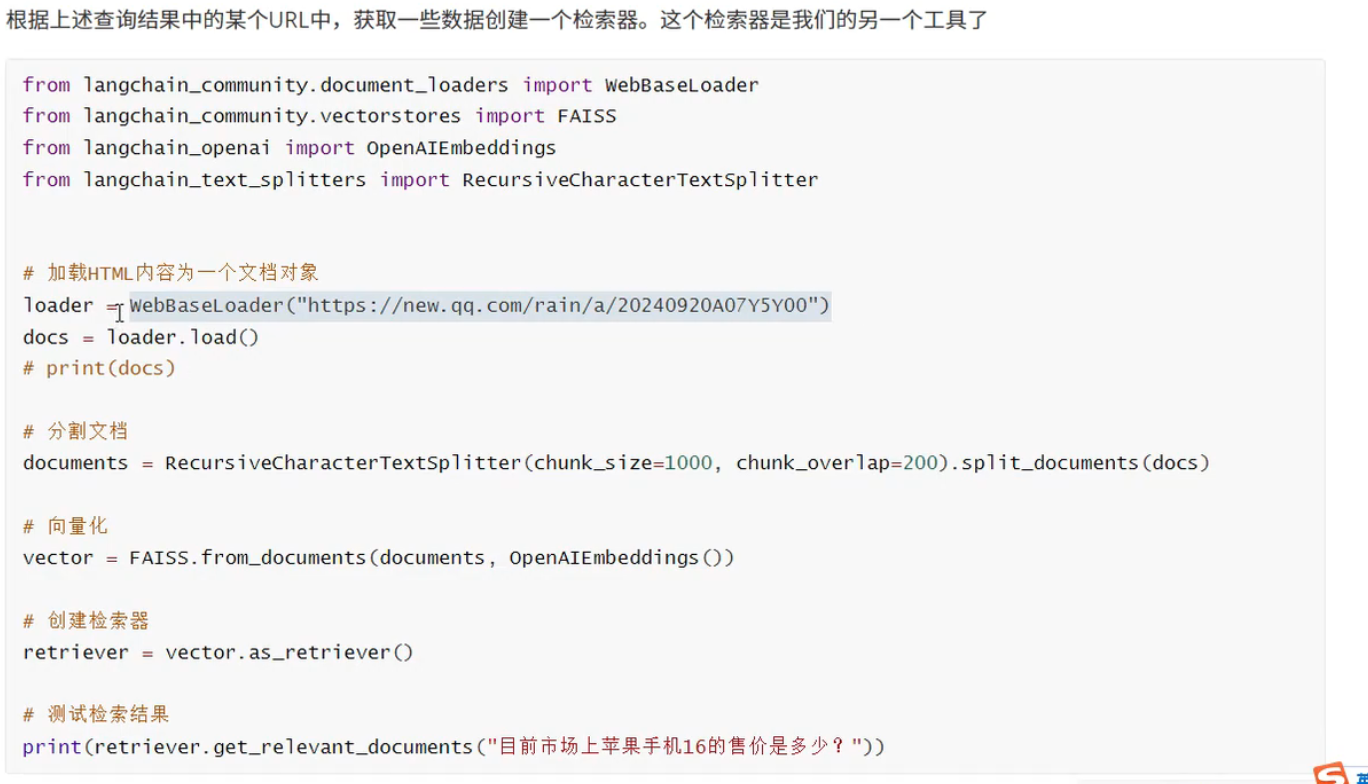 根据上述查询结果中的某个URL中，获取一些数据创建一个检索器。这个检索器是我们的另一个工具了
from langchain_community.document_loaders import WebBaseLoader
from langchain_community.vectorstores import FAISS
from langchain_openai import OpenAIEmbeddings
from langchain_text_splitters import RecursiveCharacterTextSplitter
# 加载HTML内容为一个文档对象
loader = WebBaseLoader("https://new.qq.com/rain/a/20240920A07Y5Y00")
docs = loader.load()
# print(docs)
# 分割文档
documents = RecursiveCharacterTextSplitter(chunk_size=1000, chunk_overlap=200).split_documents(docs)
# 向量化
vector = FAISS.from_documents(documents, OpenAIEmbeddings())
# 创建检索器
retriever = vector.as_retriever()
# 测试检索结果
print(retriever.get_relevant_documents("目前市场上苹果手机16的售价是多少？"))